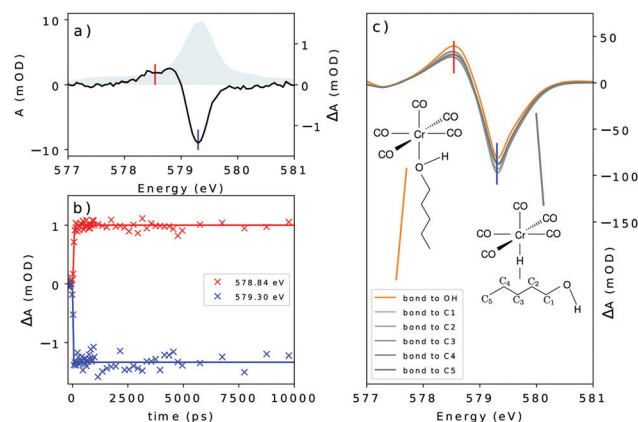 a)
10
0
−10
A (mOD)
1
0
−1
ΔA (mOD)
577 578 579 580 581
Energy (eV)
b)
1
0
−1
ΔA (mOD)
578.84 eV
579.30 eV
0 2500 5000 7500 10000
time (ps)
c)
50
0
−50
−100
−150
ΔA (mOD)
CO
CO CO
Cr
CO CO
O H
CO
CO CO
Cr
CO CO
H
C4 C2
C5 C3 C1 O
H
bond to OH
bond to C1
bond to C2
bond to C3
bond to C4
bond to C5
577 578 579 580 581
Energy (eV)